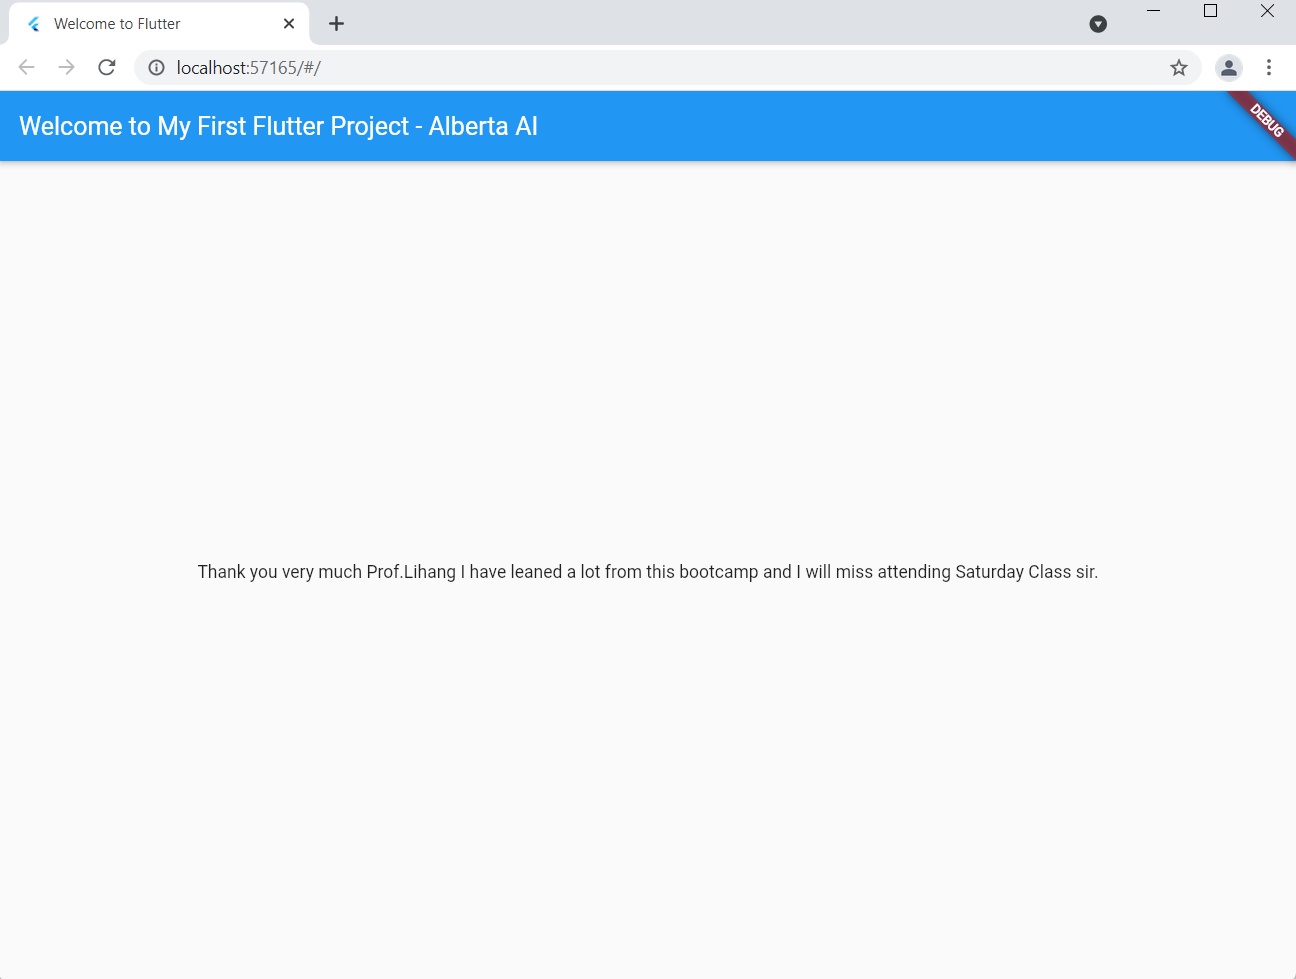 Welcome to Flutter
localhost:57165/#/
Welcome to My First Flutter Project - Alberta AI
DEBUG
Thank you very much Prof.Lihang I have leaned a lot from this bootcamp and I will miss attending Saturday Class sir.